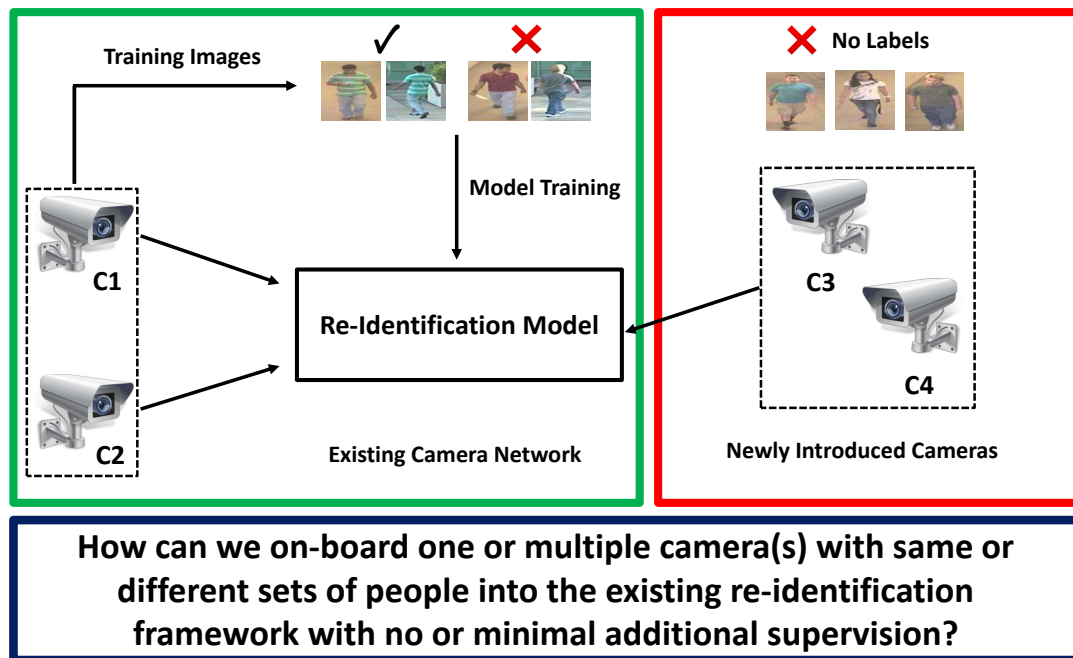 Training Images
Model Training
C1
C2
Re-Identification Model
Existing Camera Network
No Labels
C3
C4
Newly Introduced Cameras
How can we on-board one or multiple camera(s) with same or
different sets of people into the existing re-identification
framework with no or minimal additional supervision?